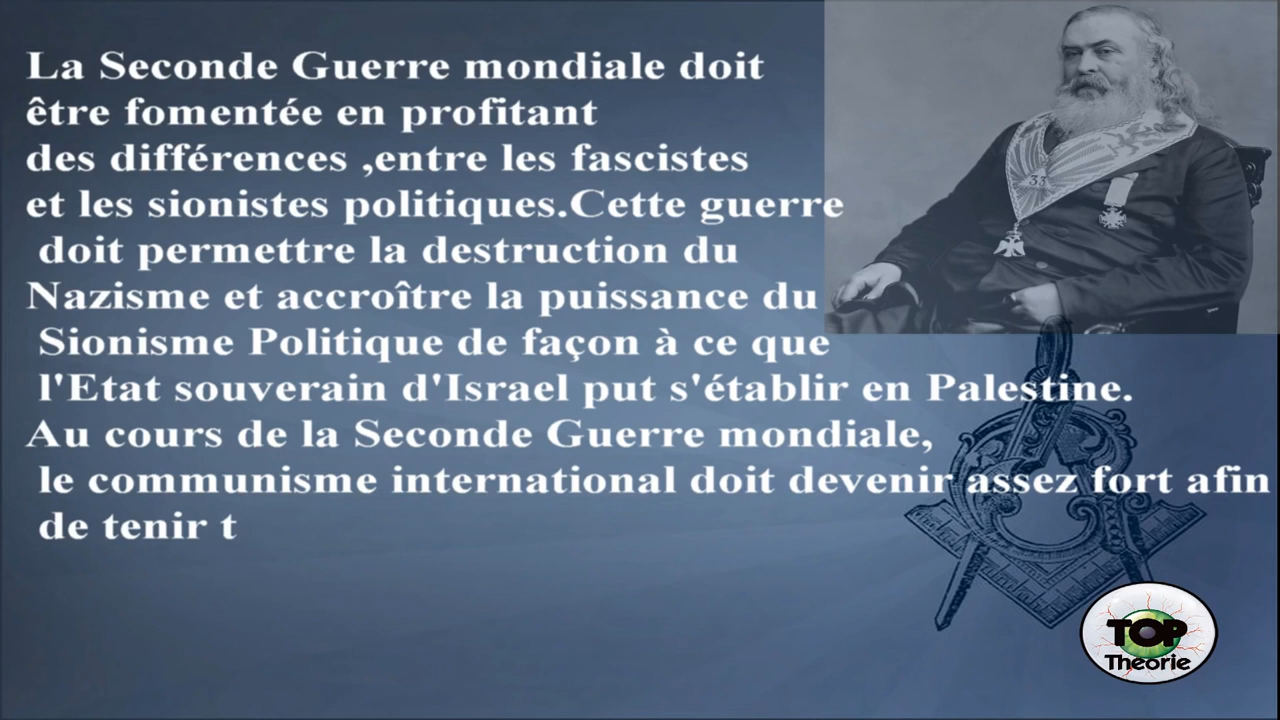 La Seconde Guerre mondiale doit
être fomentée en profitant
des différences ,entre les fascistes
et les sionistes politiques.Cette guerre
doit permettre la destruction du
Nazisme et accroître la puissance du
Sionisme Politique de façon à ce que
l'Etat souverain d'Israel put s'établir en Palestine.
Au cours de la Seconde Guerre mondiale,
le communisme international doit devenir assez fort afin
de tenir t
33
TOP
Theorie